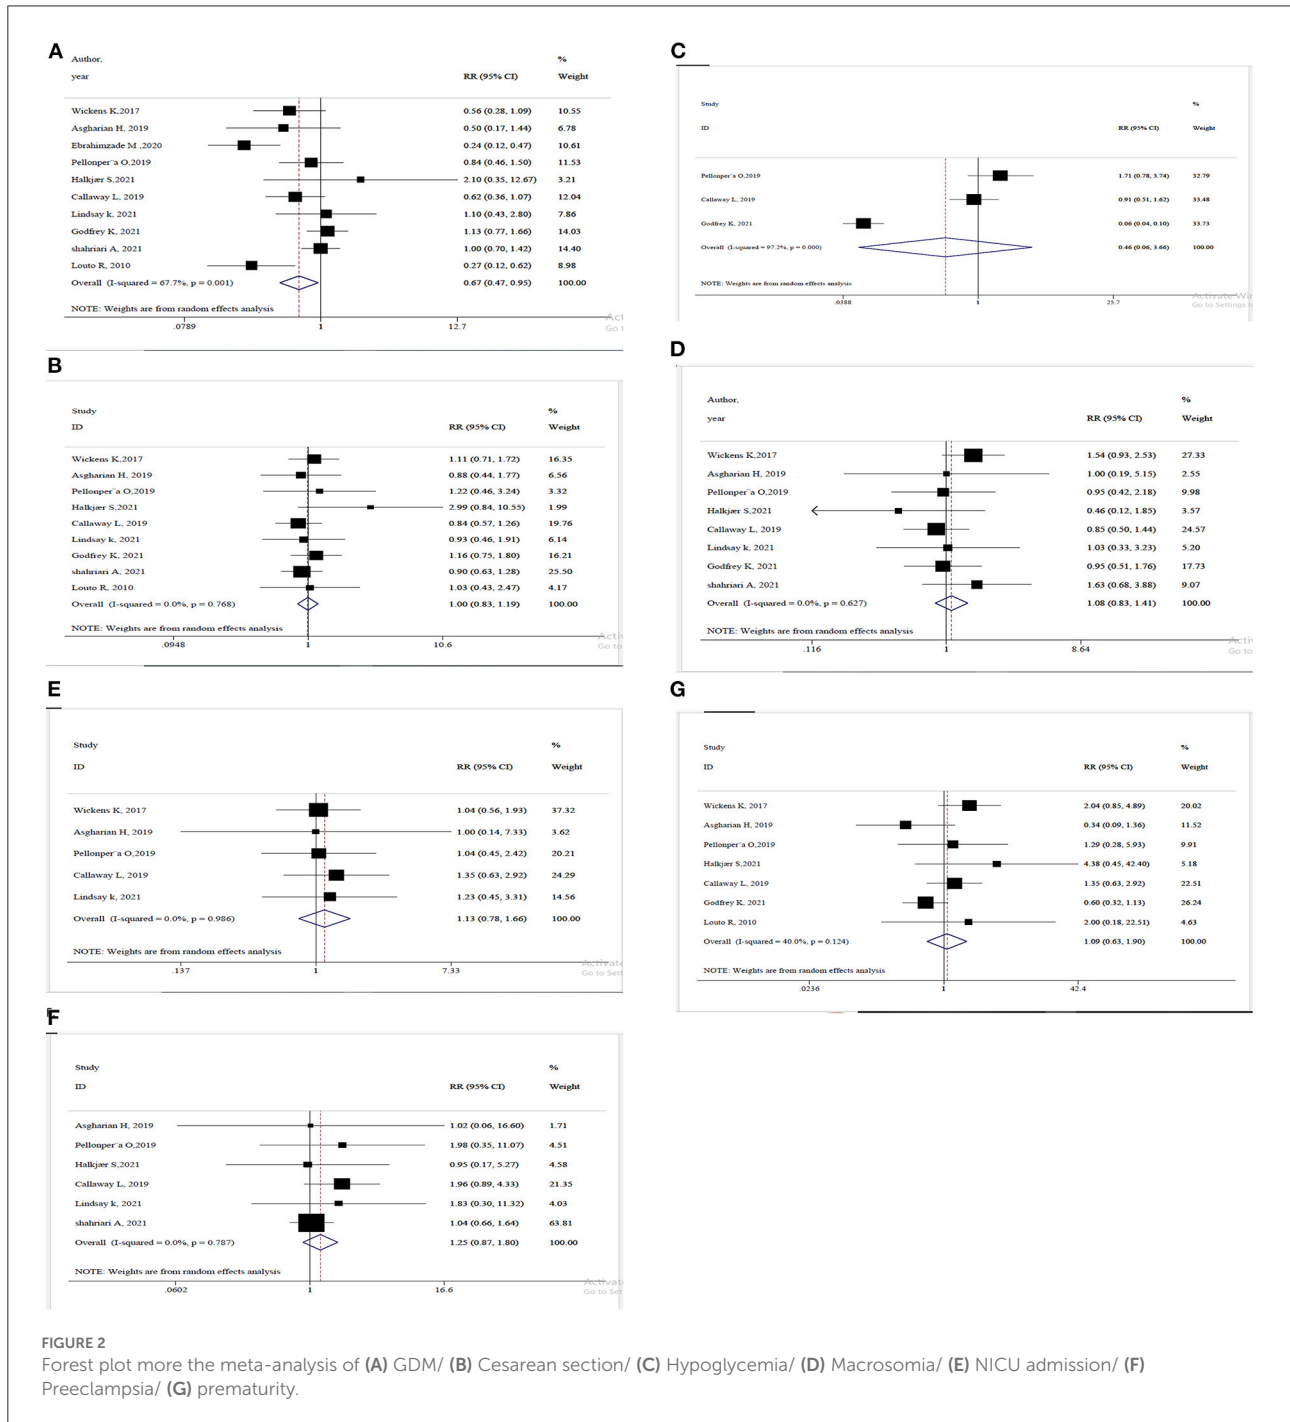 A
Author,
year
%
RR (95% CI) Weight
Wickens K,2017 0.56 (0.28, 1.09) 10.55
Asgharian H, 2019 0.50 (0.17, 1.44) 6.78
Ebrahimzade M ,2020 0.24 (0.12, 0.47) 10.61
Pellonper¨a O,2019 0.84 (0.46, 1.50) 11.53
Halkjær S,2021 2.10 (0.35, 12.67) 3.21
Callaway L, 2019 0.62 (0.36, 1.07) 12.04
Lindsay k, 2021 1.10 (0.43, 2.80) 7.86
Godfrey K, 2021 1.13 (0.77, 1.66) 14.03
shahriari A, 2021 1.00 (0.70, 1.42) 14.40
Louto R, 2010 0.27 (0.12, 0.62) 8.98
Overall (I-squared = 67.7%, p = 0.001) 0.67 (0.47, 0.95) 100.00
NOTE: Weights are from random effects analysis
.0789 1 12.7
B
Study %
ID RR (95% CI) Weight
Wickens K,2017 1.11 (0.71, 1.72) 16.35
Asgharian H, 2019 0.88 (0.44, 1.77) 6.56
Pellonper¨a O,2019 1.22 (0.46, 3.24) 3.32
Halkjær S,2021 2.99 (0.84, 10.55) 1.99
Callaway L, 2019 0.84 (0.57, 1.26) 19.76
Lindsay k, 2021 0.93 (0.46, 1.91) 6.14
Godfrey K, 2021 1.16 (0.75, 1.80) 16.21
shahriari A, 2021 0.90 (0.63, 1.28) 25.50
Louto R, 2010 1.03 (0.43, 2.47) 4.17
Overall (I-squared = 0.0%, p = 0.768) 1.00 (0.83, 1.19) 100.00
NOTE: Weights are from random effects analysis
.0948 1 10.6
C
Study %
ID RR (95% CI) Weight
Pellonper¨a O,2019 1.71 (0.78, 3.74) 32.79
Callaway L, 2019 0.91 (0.51, 1.62) 33.48
Godfrey K, 2021 0.06 (0.04, 0.10) 33.73
Overall (I-squared = 97.2%, p = 0.000) 0.46 (0.06, 3.66) 100.00
NOTE: Weights are from random effects analysis
.0388 1 25.7
D
Author, %
year RR (95% CI) Weight
Wickens K,2017 1.54 (0.93, 2.53) 27.33
Asgharian H, 2019 1.00 (0.19, 5.15) 2.55
Pellonper¨a O,2019 0.95 (0.42, 2.18) 9.98
Halkjær S,2021 0.46 (0.12, 1.85) 3.57
Callaway L, 2019 0.85 (0.50, 1.44) 24.57
Lindsay k, 2021 1.03 (0.33, 3.23) 5.20
Godfrey K, 2021 0.95 (0.51, 1.76) 17.73
shahriari A, 2021 1.63 (0.68, 3.88) 9.07
Overall (I-squared = 0.0%, p = 0.627) 1.08 (0.83, 1.41) 100.00
NOTE: Weights are from random effects analysis
.116 1 8.64
E
Study %
ID RR (95% CI) Weight
Wickens K, 2017 1.04 (0.56, 1.93) 37.32
Asgharian H, 2019 1.00 (0.14, 7.33) 3.62
Pellonper¨a O,2019 1.04 (0.45, 2.42) 20.21
Callaway L, 2019 1.35 (0.63, 2.92) 24.29
Lindsay k, 2021 1.23 (0.45, 3.31) 14.56
Overall (I-squared = 0.0%, p = 0.986) 1.13 (0.78, 1.66) 100.00
NOTE: Weights are from random effects analysis
.137 1 7.33
F
Study %
ID RR (95% CI) Weight
Asgharian H, 2019 1.02 (0.06, 16.60) 1.71
Pellonper¨a O,2019 1.98 (0.35, 11.07) 4.51
Halkjær S,2021 0.95 (0.17, 5.27) 4.58
Callaway L, 2019 1.96 (0.89, 4.33) 21.35
Lindsay k, 2021 1.83 (0.30, 11.32) 4.03
shahriari A, 2021 1.04 (0.66, 1.64) 63.81
Overall (I-squared = 0.0%, p = 0.787) 1.25 (0.87, 1.80) 100.00
NOTE: Weights are from random effects analysis
.0602 1 16.6
G
Study %
ID RR (95% CI) Weight
Wickens K, 2017 2.04 (0.85, 4.89) 20.02
Asgharian H, 2019 0.34 (0.09, 1.36) 11.52
Pellonper¨a O,2019 1.29 (0.28, 5.93) 9.91
Halkjær S,2021 4.38 (0.45, 42.40) 5.18
Callaway L, 2019 1.35 (0.63, 2.92) 22.51
Godfrey K, 2021 0.60 (0.32, 1.13) 26.24
Louto R, 2010 2.00 (0.18, 22.51) 4.63
Overall (I-squared = 40.0%, p = 0.124) 1.09 (0.63, 1.90) 100.00
NOTE: Weights are from random effects analysis
.0236 1 42.4
FIGURE 2
Forest plot more the meta-analysis of (A) GDM/ (B) Cesarean section/ (C) Hypoglycemia/ (D) Macrosomia/ (E) NICU admission/ (F)
Preeclampsia/ (G) prematurity.